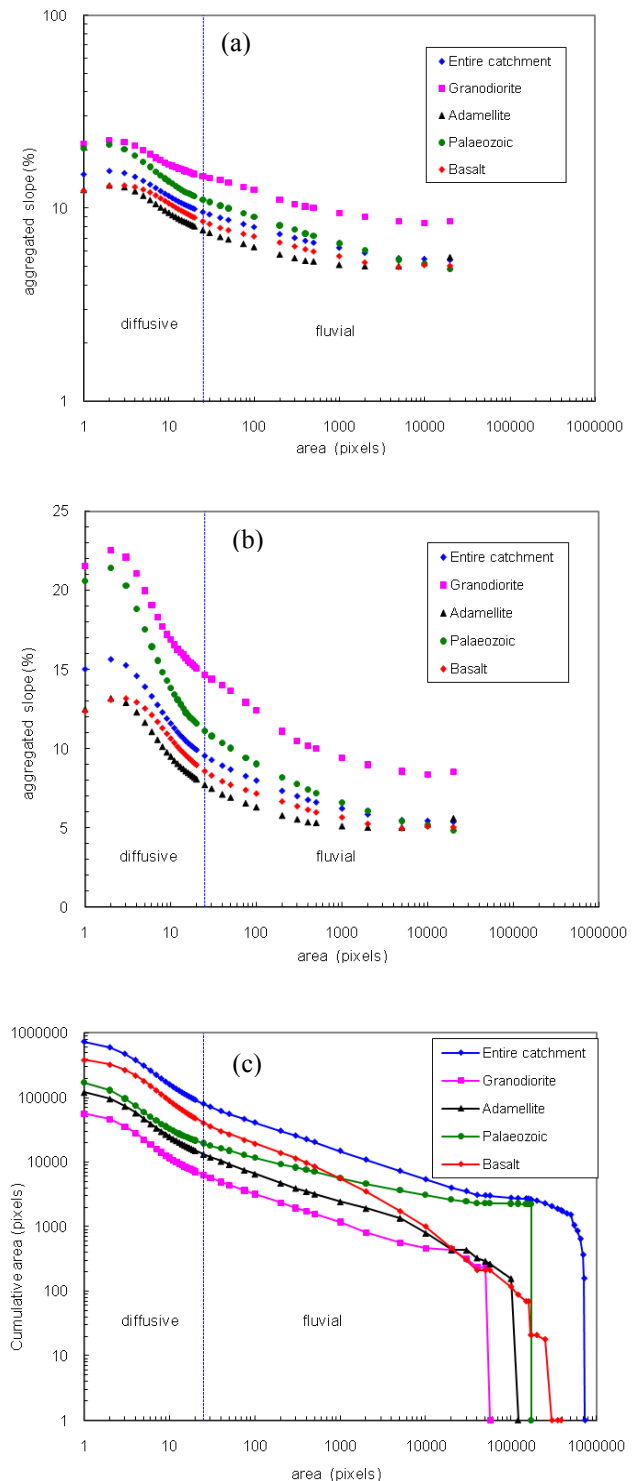 (a)
100
10
1
aggregated slope (%)
Entire catchment
Granodiorite
Adamellite
Palaeozoic
Basalt
diffusive
fluvial
1 10 100 1000 10000 100000 1000000
area (pixels)
(b)
25
20
15
10
5
0
aggregated slope (%)
Entire catchment
Granodiorite
Adamellite
Palaeozoic
Basalt
diffusive
fluvial
1 10 100 1000 10000 100000 1000000
area (pixels)
(c)
1000000
100000
10000
1000
100
10
1
Cumulative area (pixels)
Entire catchment
Granodiorite
Adamellite
Palaeozoic
Basalt
diffusive
fluvial
1 10 100 1000 10000 100000 1000000
area (pixels)